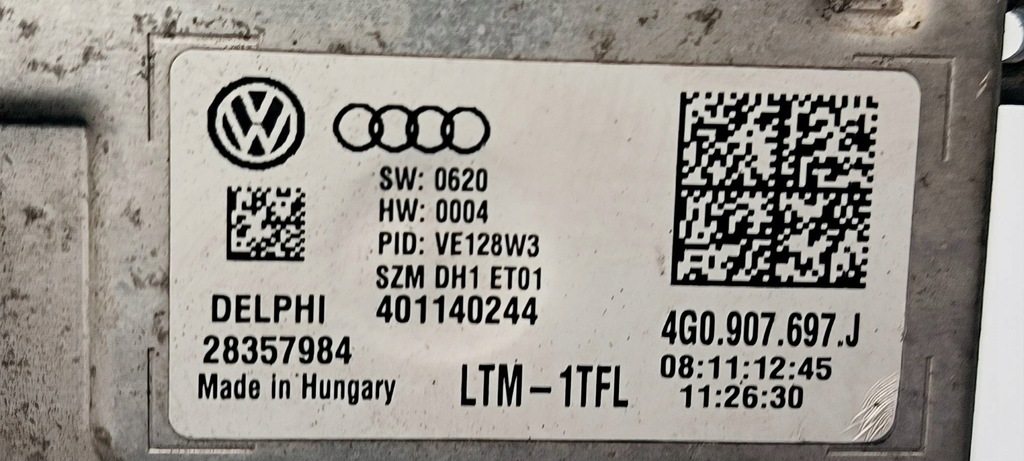 SW: 0620
HW: 0004
PID: VE128W3
SZM DH1 ET01
401140244
DELPHI
28357984
Made in Hungary
LTM-1TFL
4G0.907.697.J
08:11:12:45
11:26:30